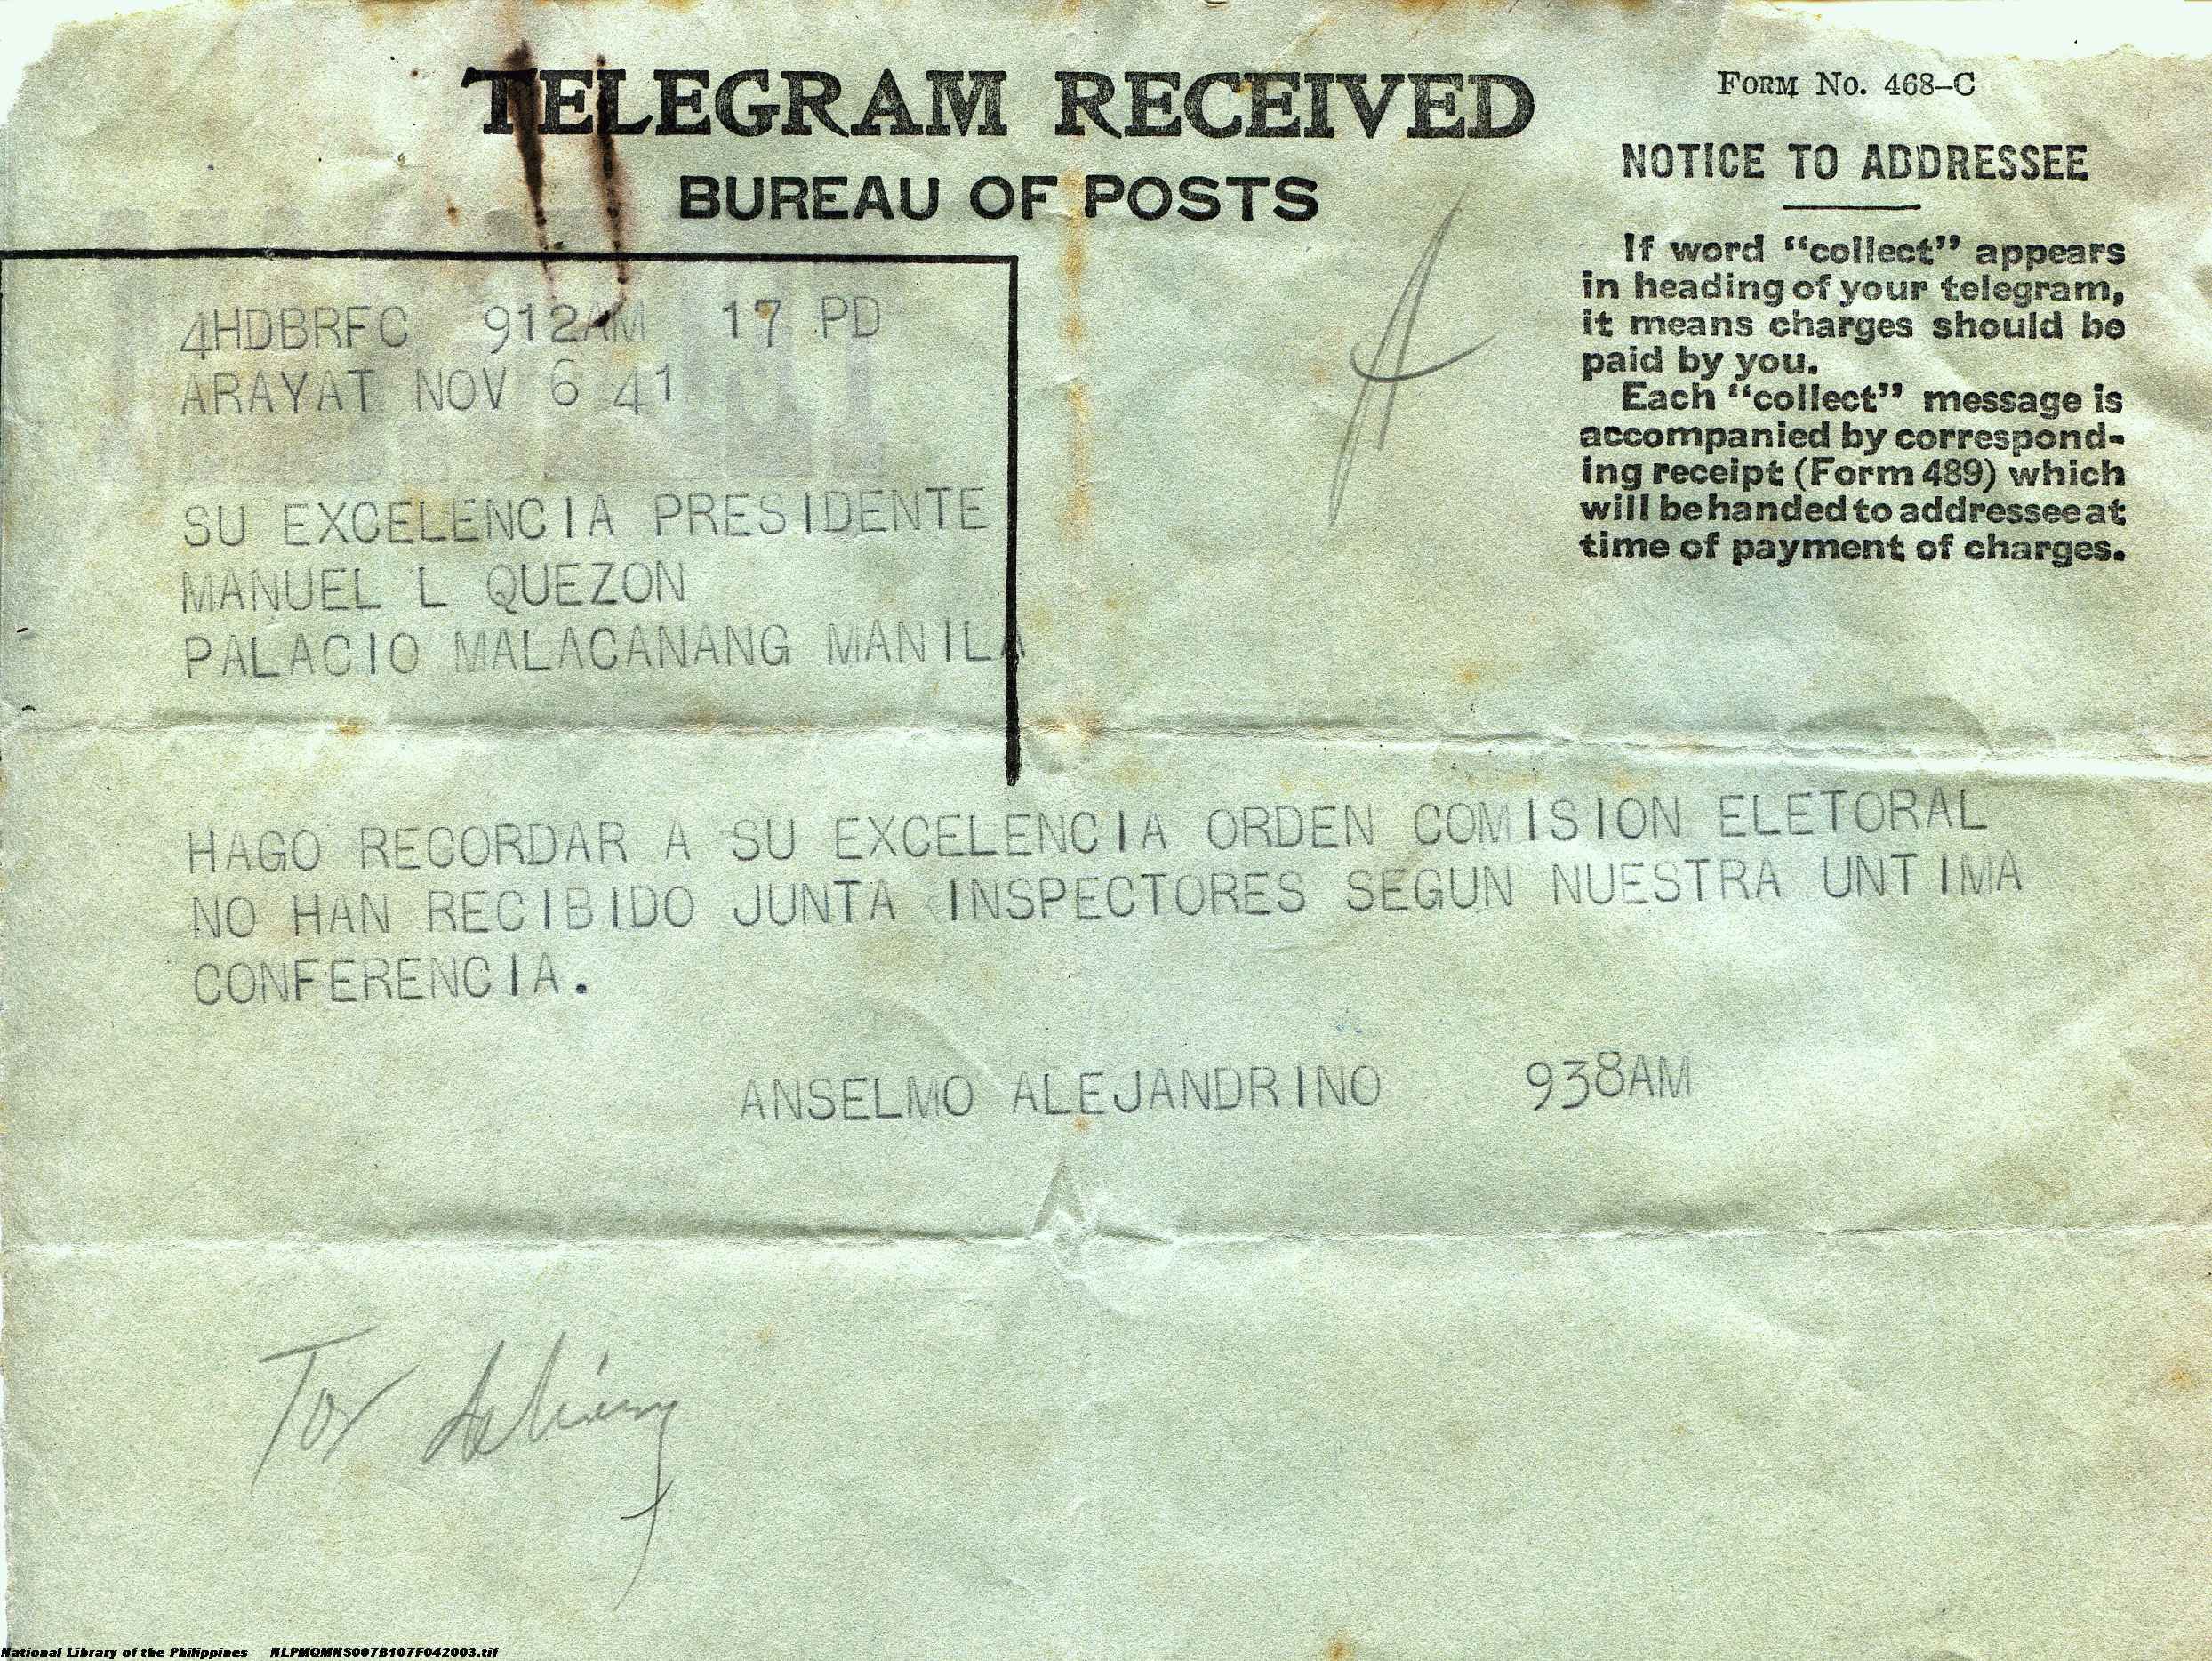 TELEGRAM RECEIVED
BUREAU OF POSTS
FORM No. 468–C
NOTICE TO ADDRESSEE
If word "collect" appears
in heading of your telegram,
it means charges should be
paid by you.
Each "collect" message is
accompanied by correspond-
ing receipt (Form 489) which
will be handed to addressee at
time of payment of charges.
4HDBRFC 912AM 17 PD
ARAYAT NOV 6 41
SU EXCELENCIA PRESIDENTE
MANUEL L QUEZON
PALACIO MALACANANG MANILA
HAGO RECORDAR A SU EXCELENCIA ORDEN COMISION ELETORAL
NO HAN RECIBIDO JUNTA INSPECTORES SEGUN NUESTRA UNTIMA
CONFERENCIA.
ANSELMO ALEJANDRINO 938AM
National Library of the Philippines NLPMQMNS007B107F042003.tif